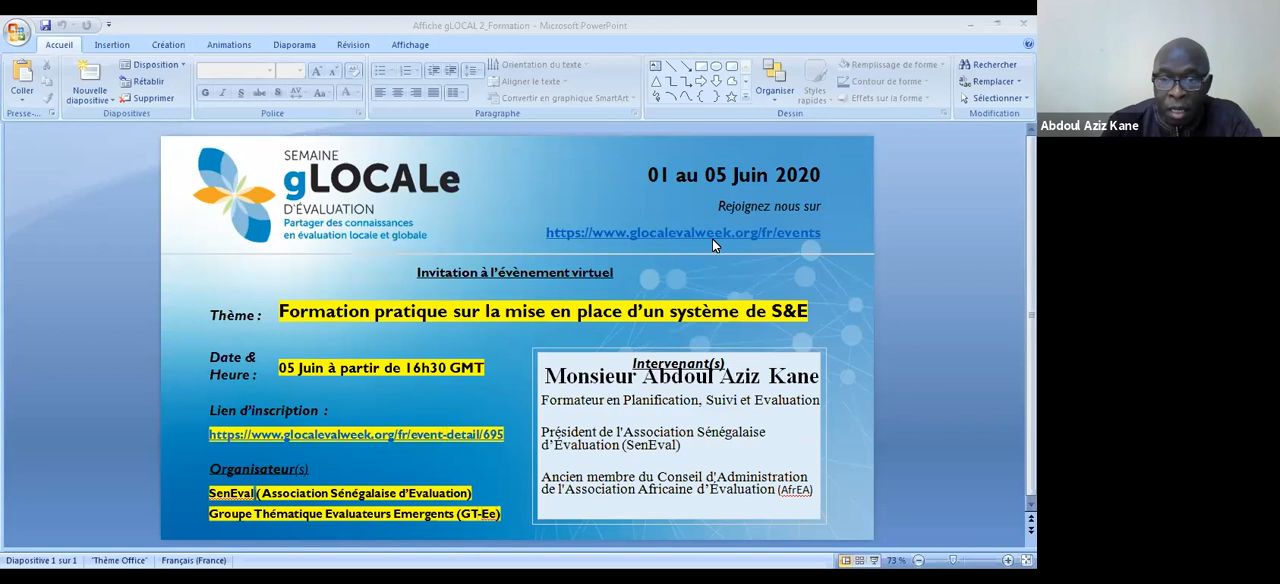 Affiche gLOCAL 2_Formation - Microsoft PowerPoint
Accueil Insertion Création Animations Diaporama Révision Affichage
Coller
Nouvelle diapositive
Disposition
Rétablir
Supprimer
G I S abc S AV Aa A
Orientation du texte
Aligner le texte
Convertir en graphique SmartArt
Organiser
Styles rapides
Remplissage de forme
Contour de forme
Effets sur la forme
Rechercher
Remplacer
Sélectionner
Presse-... Diapositives Police Paragraphe Dessin Modification
Abdoul Aziz Kane
SEMAINE
gLOCALe
D'ÉVALUATION
Partager des connaissances
en évaluation locale et globale
01 au 05 Juin 2020
Rejoignez nous sur
https://www.glocalevalweek.org/fr/events
Invitation à l'évènement virtuel
Thème : Formation pratique sur la mise en place d'un système de S&E
Date &
Heure : 05 Juin à partir de 16h30 GMT
Lien d'inscription :
https://www.glocalevalweek.org/fr/event-detail/695
Organisateur(s)
SenEval (Association Sénégalaise d'Evaluation)
Groupe Thématique Evaluateurs Emergents (GT-Ee)
Intervenant(s)
Monsieur Abdoul Aziz Kane
Formateur en Planification, Suivi et Evaluation
Président de l'Association Sénégalaise
d'Évaluation (SenEval)
Ancien membre du Conseil d'Administration
de l'Association Africaine d'Évaluation (AfrEA)
Diapositive 1 sur 1 "Thème Office" Français (France) 73 %